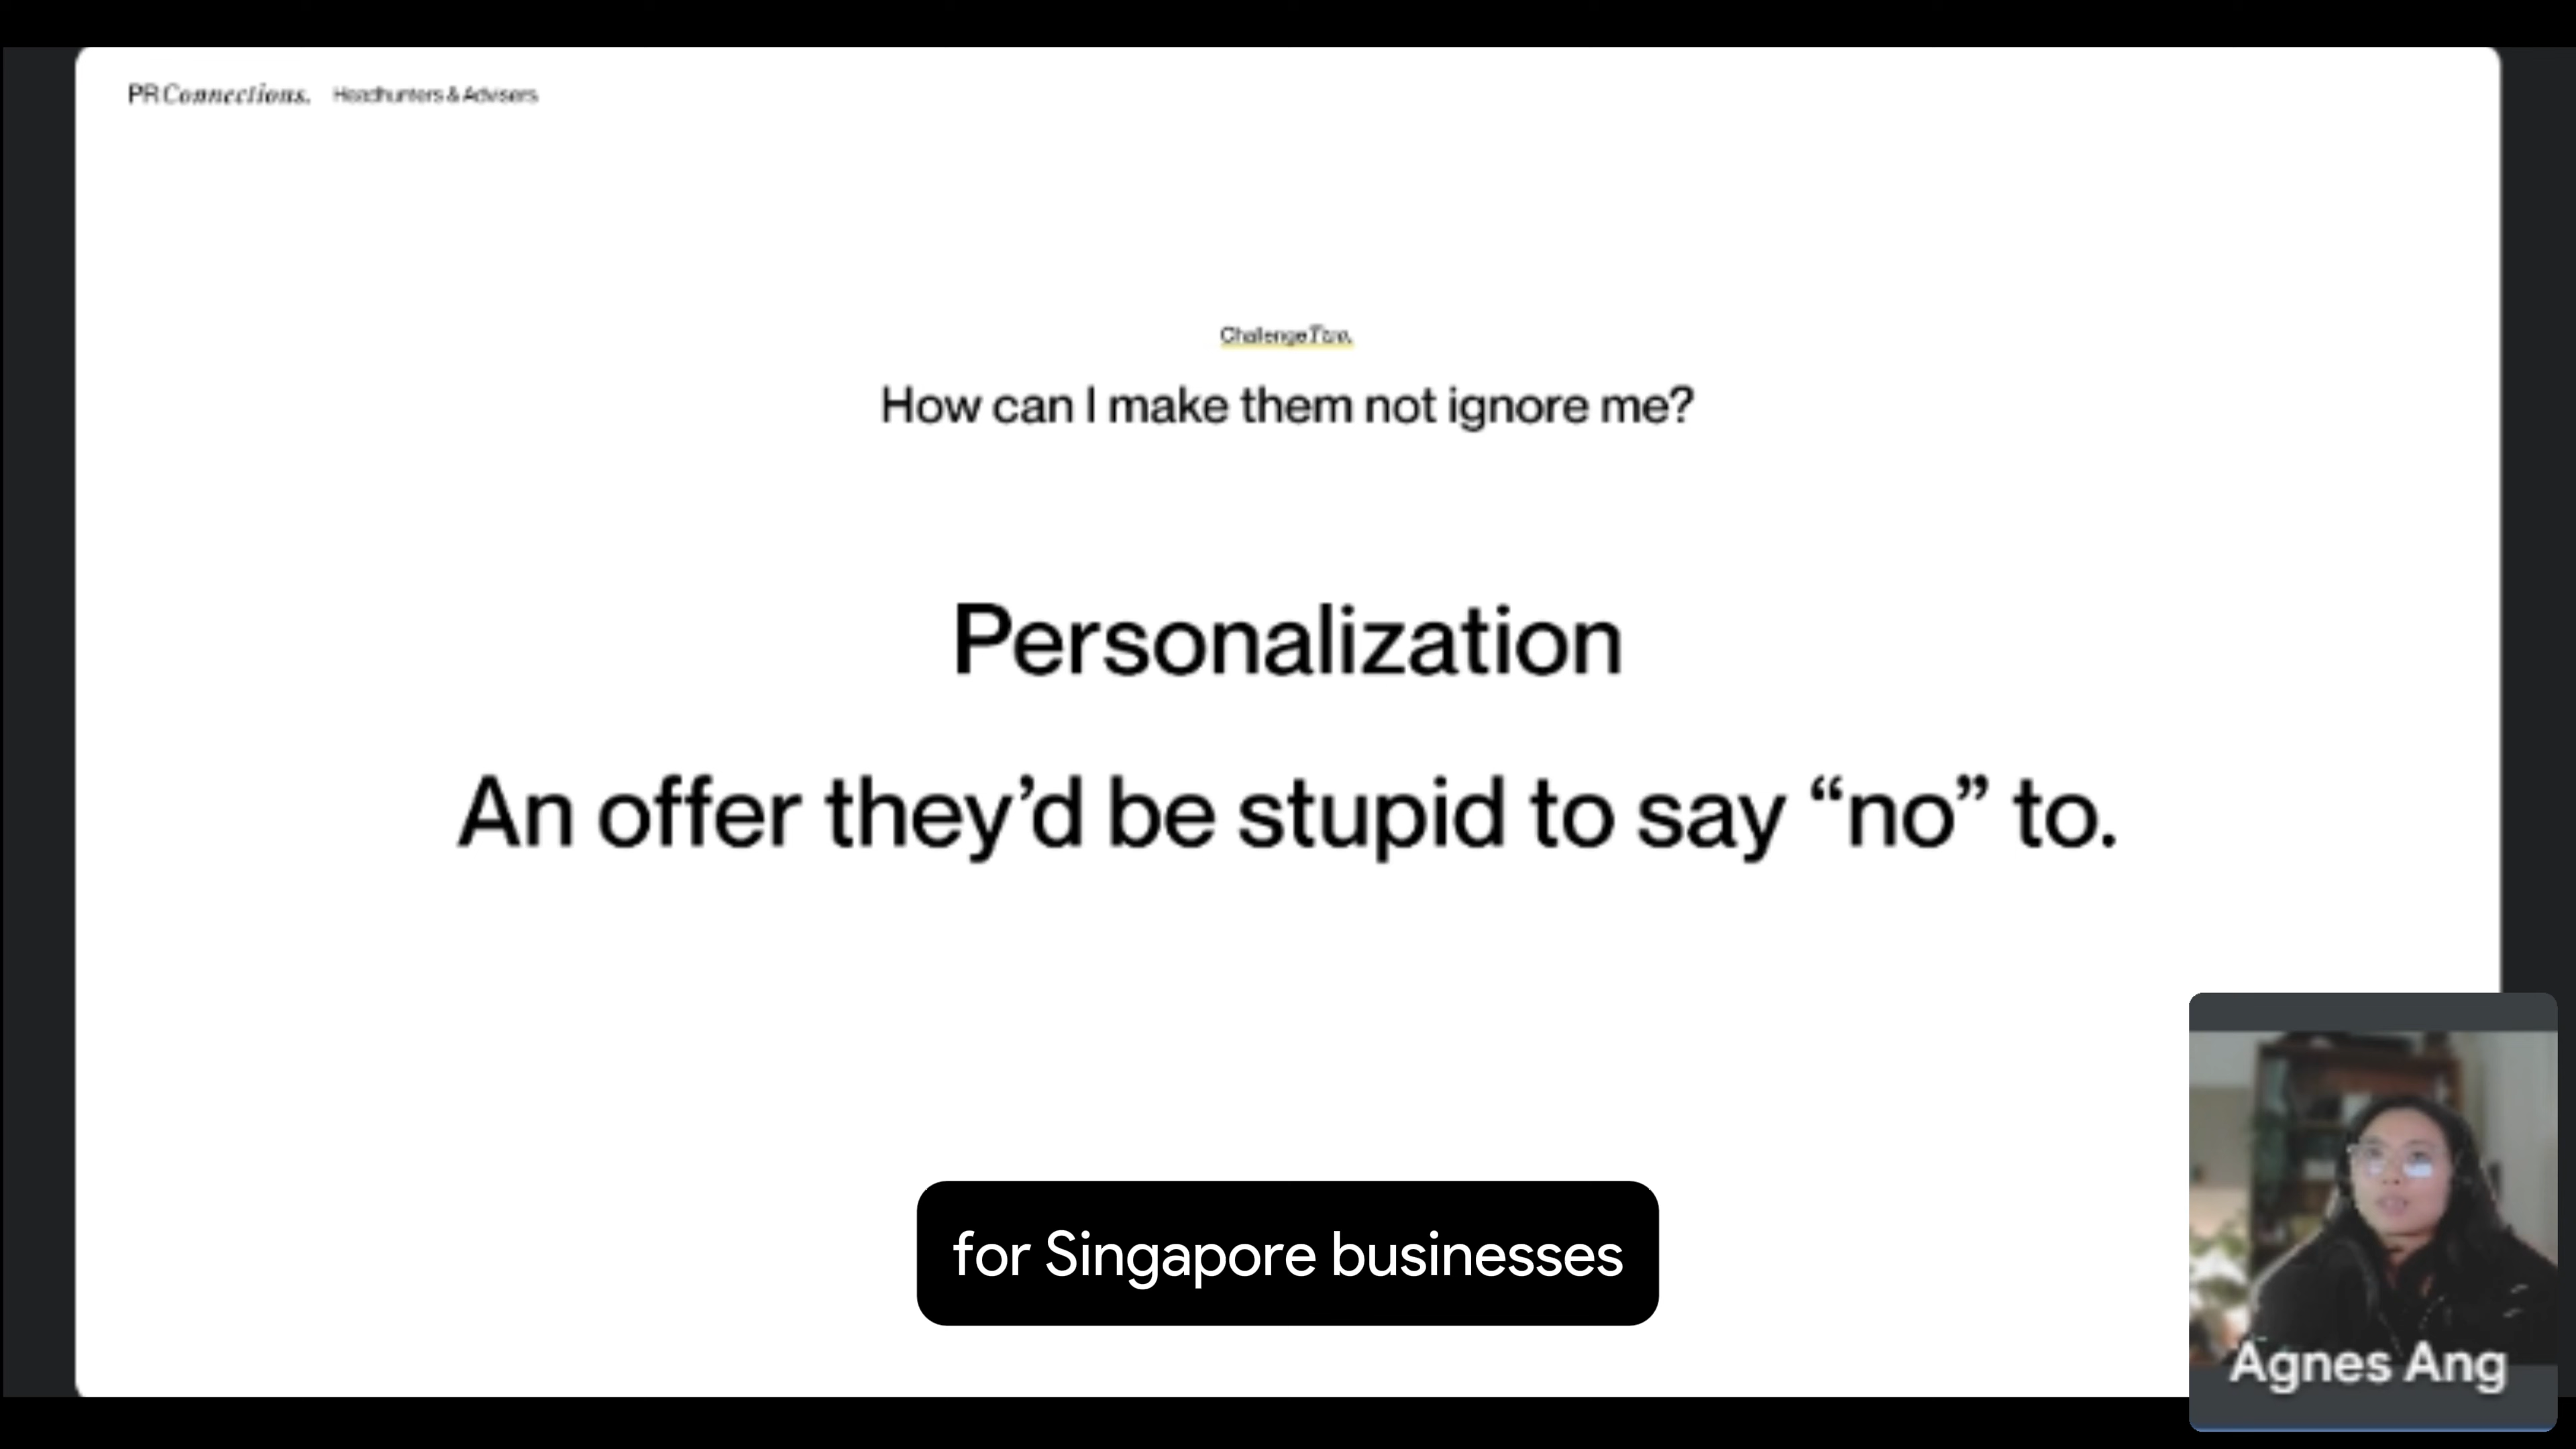 PR Connections. Headhunters & Advisers
Challenge Two.
How can I make them not ignore me?
Personalization
An offer they’d be stupid to say “no” to.
for Singapore businesses
Agnes Ang